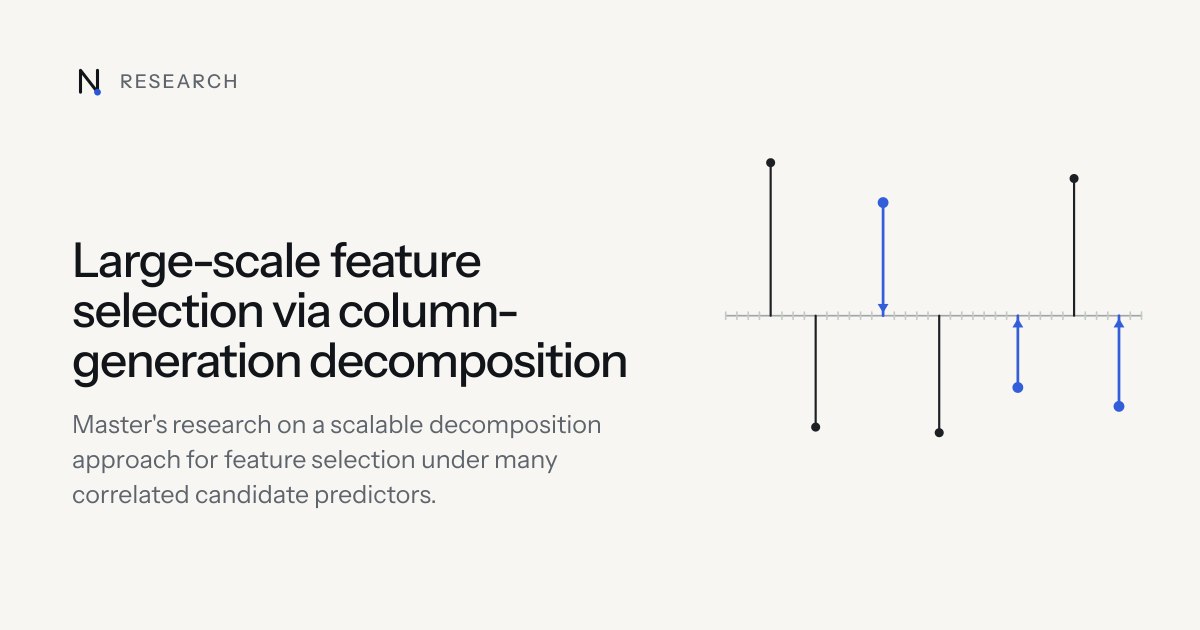 N RESEARCH
Large-scale feature
selection via column-
generation decomposition
Master's research on a scalable decomposition
approach for feature selection under many
correlated candidate predictors.